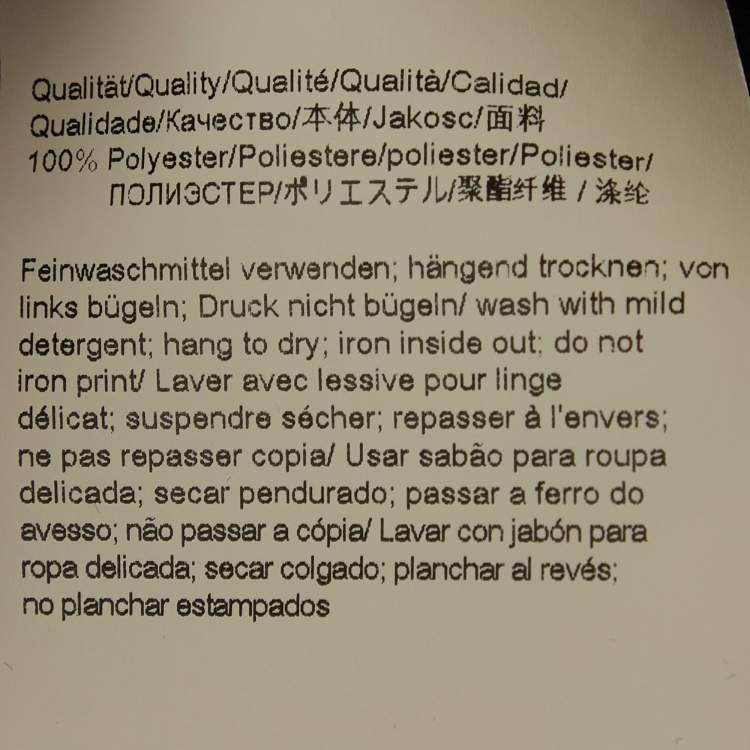 Qualität/Quality/Qualité/Qualità/Calidad/
Qualidade/Качество/本体/Jakosc/面料
100% Polyester/Poliestere/poliester/Poliester/
ПОЛИЭСТЕР/ポリエステル/聚酯纤维 / 涤纶
Feinwaschmittel verwenden; hängend trocknen; von
links bügeln; Druck nicht bügeln/ wash with mild
detergent; hang to dry; iron inside out; do not
iron print/ Laver avec lessive pour linge
délicat; suspendre sécher; repasser à l'envers;
ne pas repasser copia/ Usar sabão para roupa
delicada; secar pendurado; passar a ferro do
avesso; não passar a cópia/ Lavar con jabón para
ropa delicada; secar colgado; planchar al revés;
no planchar estampados